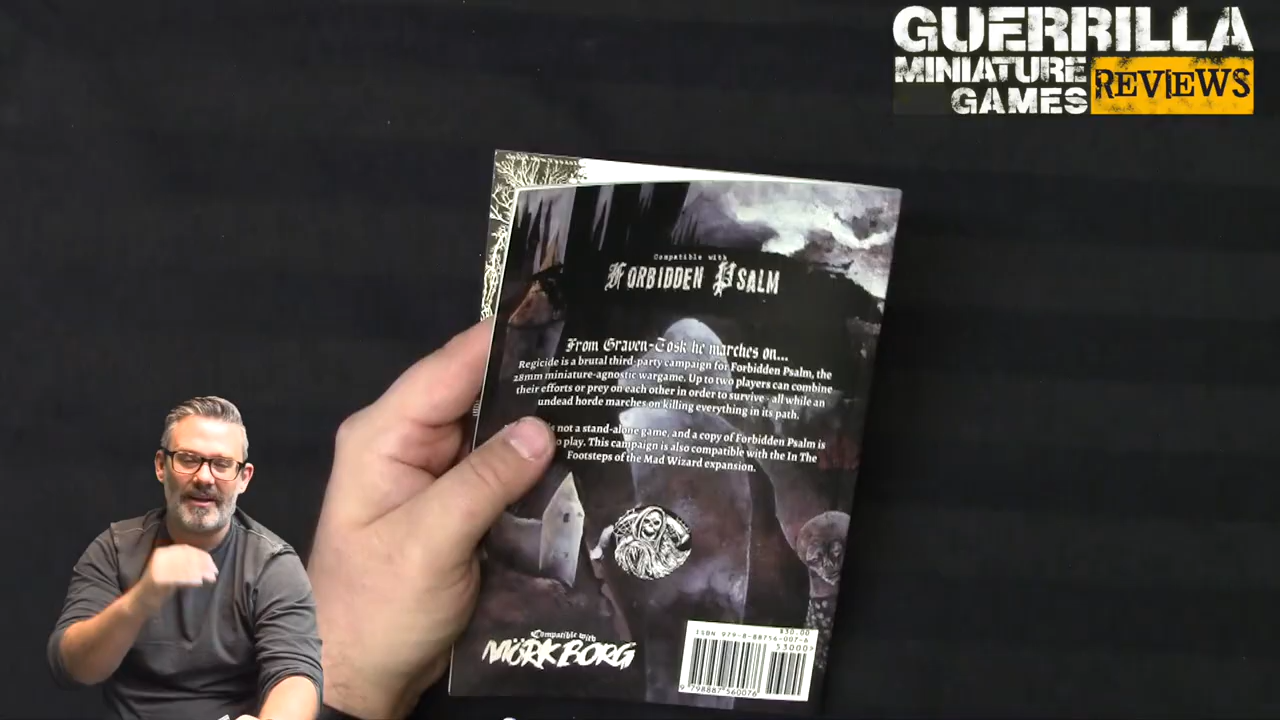 GUERRILLA
MINIATURE
GAMES
REVIEWS
Compatible with
FORBIDDEN PSALM
From Graven-Tosk he marches on...
Regicide is a brutal third-party campaign for Forbidden Psalm, the
28mm miniature-agnostic wargame. Up to two players can combine
their efforts or prey on each other in order to survive - all while an
undead horde marches on killing everything in its path.
is not a stand-alone game, and a copy of Forbidden Psalm is
to play. This campaign is also compatible with the In The
Footsteps of the Mad Wizard expansion.
Compatible with
MÖRK BORG
$30.00
ISBN 979-8-88756-007-6
53000>
9 798887 560076